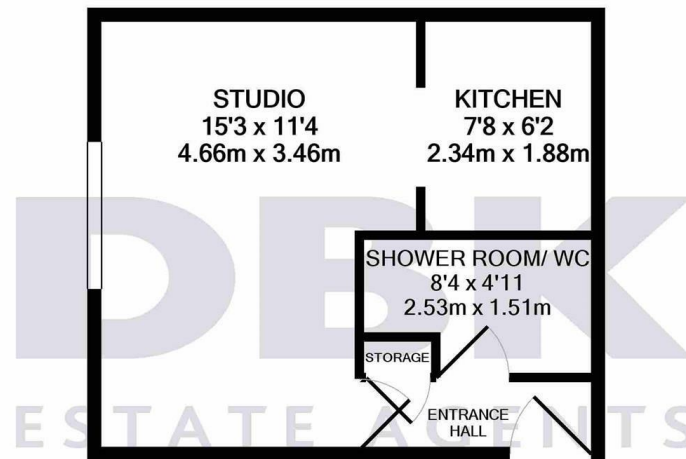 STUDIO
15'3 x 11'4
4.66m x 3.46m
KITCHEN
7'8 x 6'2
2.34m x 1.88m
SHOWER ROOM/ WC
8'4 x 4'11
2.53m x 1.51m
STORAGE
ENTRANCE
HALL
DBK
ESTATE AGENTS